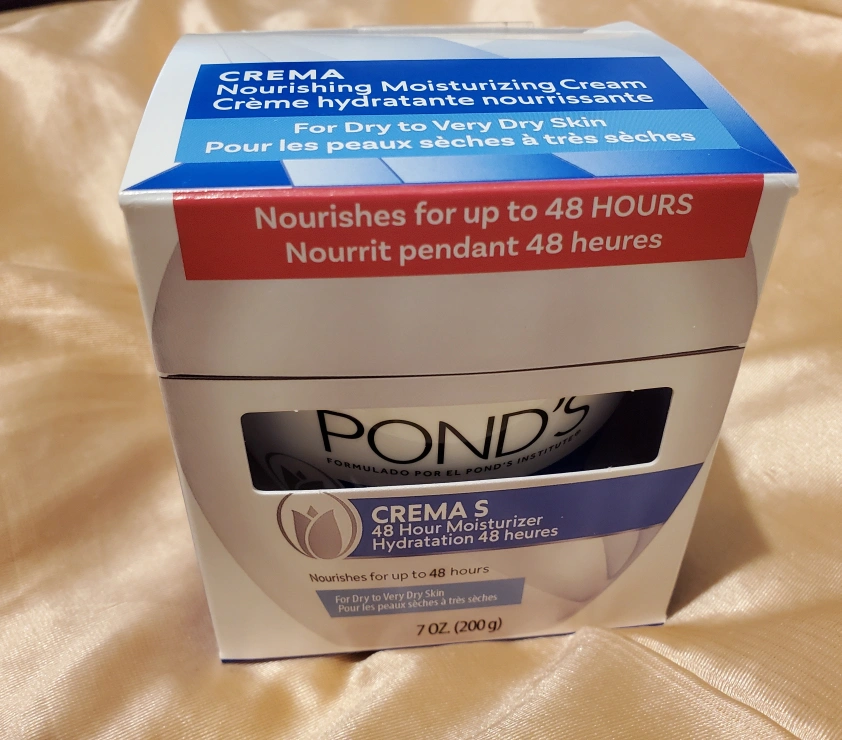 CREMA
Nourishing Moisturizing Cream
Crème hydratante nourrissante
For Dry to Very Dry Skin
Pour les peaux sèches à très sèches
Nourishes for up to 48 HOURS
Nourrit pendant 48 heures
POND'S
FORMULADO POR EL POND'S INSTITUTE
CREMA S
48 Hour Moisturizer
Hydratation 48 heures
Nourishes for up to 48 hours
For Dry to Very Dry Skin
Pour les peaux sèches à très sèches
7 OZ. (200 g)